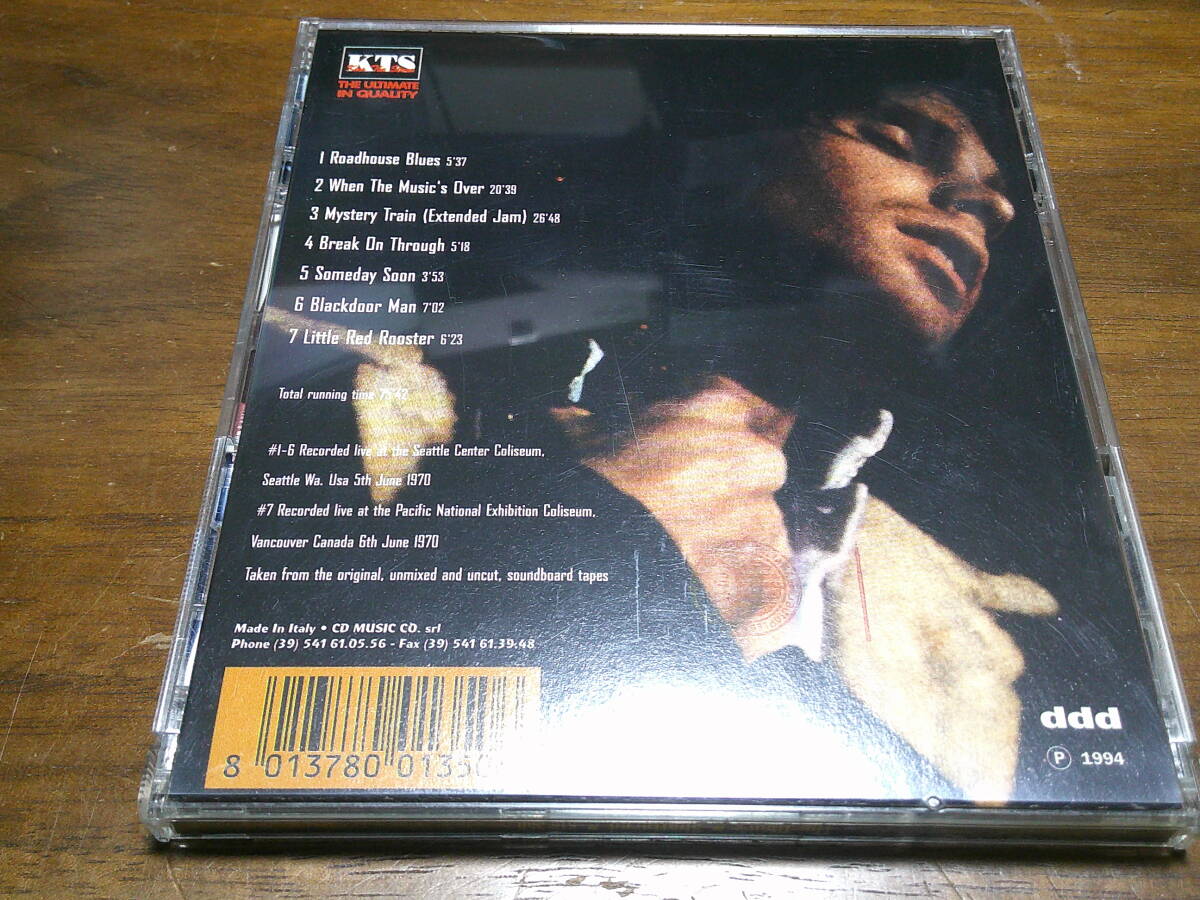 KTS
THE ULTIMATE
IN QUALITY
1 Roadhouse Blues 5'37
2 When The Music's Over 20'39
3 Mystery Train (Extended Jam) 26'48
4 Break On Through 5'18
5 Someday Soon 3'53
6 Blackdoor Man 7'02
7 Little Red Rooster 6'23
Total running time
#1-6 Recorded live at the Seattle Center Coliseum,
Seattle Wa. Usa 5th June 1970
#7 Recorded live at the Pacific National Exhibition Coliseum,
Vancouver Canada 6th June 1970
Taken from the original, unmixed and uncut, soundboard tapes
Made In Italy • CD MUSIC CO. srl
Phone (39) 541 61.05.56 - Fax (39) 541 61.39.48
8 013780 01350
ddd
℗ 1994